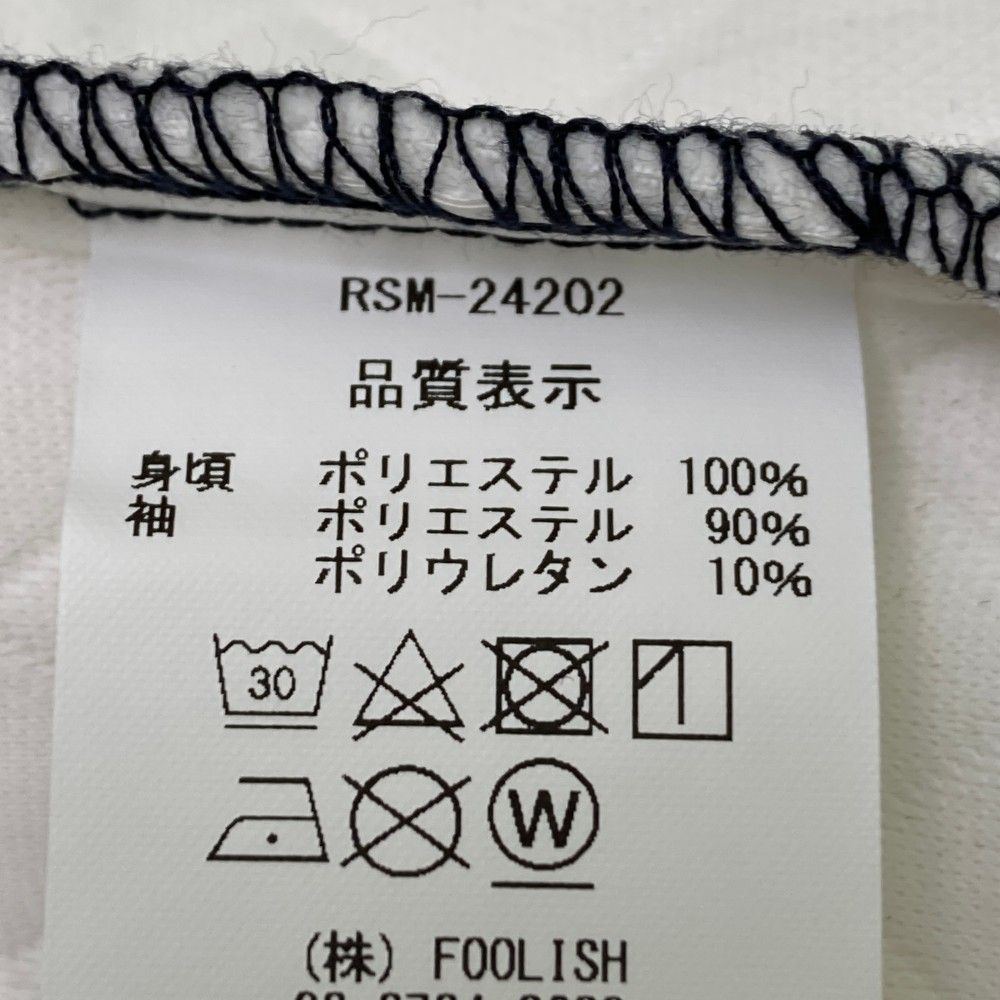 RSM-24202
品質表示
身頃 ポリエステル 100%
袖 ポリエステル 90%
ポリウレタン 10%
30
W
(株) FOOLISH